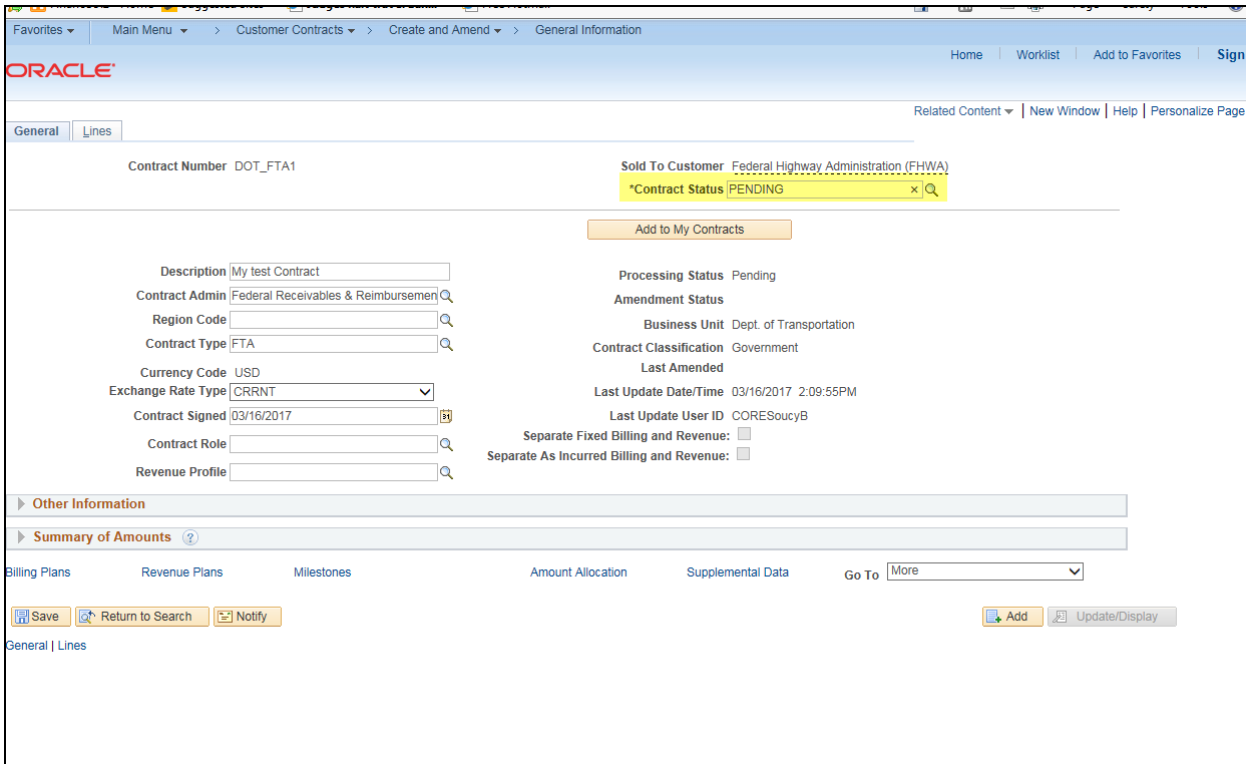 Favorites Main Menu > Customer Contracts > Create and Amend > General Information
Home Worklist Add to Favorites Sign
ORACLE
Related Content | New Window | Help | Personalize Page
General Lines
Contract Number DOT_FTA1 Sold To Customer Federal Highway Administration (FHWA)
*Contract Status PENDING
Add to My Contracts
Description My test Contract Processing Status Pending
Contract Admin Federal Receivables & Reimbursemen Amendment Status
Region Code Business Unit Dept. of Transportation
Contract Type FTA Contract Classification Government
Currency Code USD Last Amended
Exchange Rate Type CRRNT Last Update Date/Time 03/16/2017 2:09:55PM
Contract Signed 03/16/2017 Last Update User ID CORESoucyB
Contract Role Separate Fixed Billing and Revenue:
Revenue Profile Separate As Incurred Billing and Revenue:
Other Information
Summary of Amounts ?
Billing Plans Revenue Plans Milestones Amount Allocation Supplemental Data Go To More
Save Return to Search Notify Add Update/Display
General | Lines